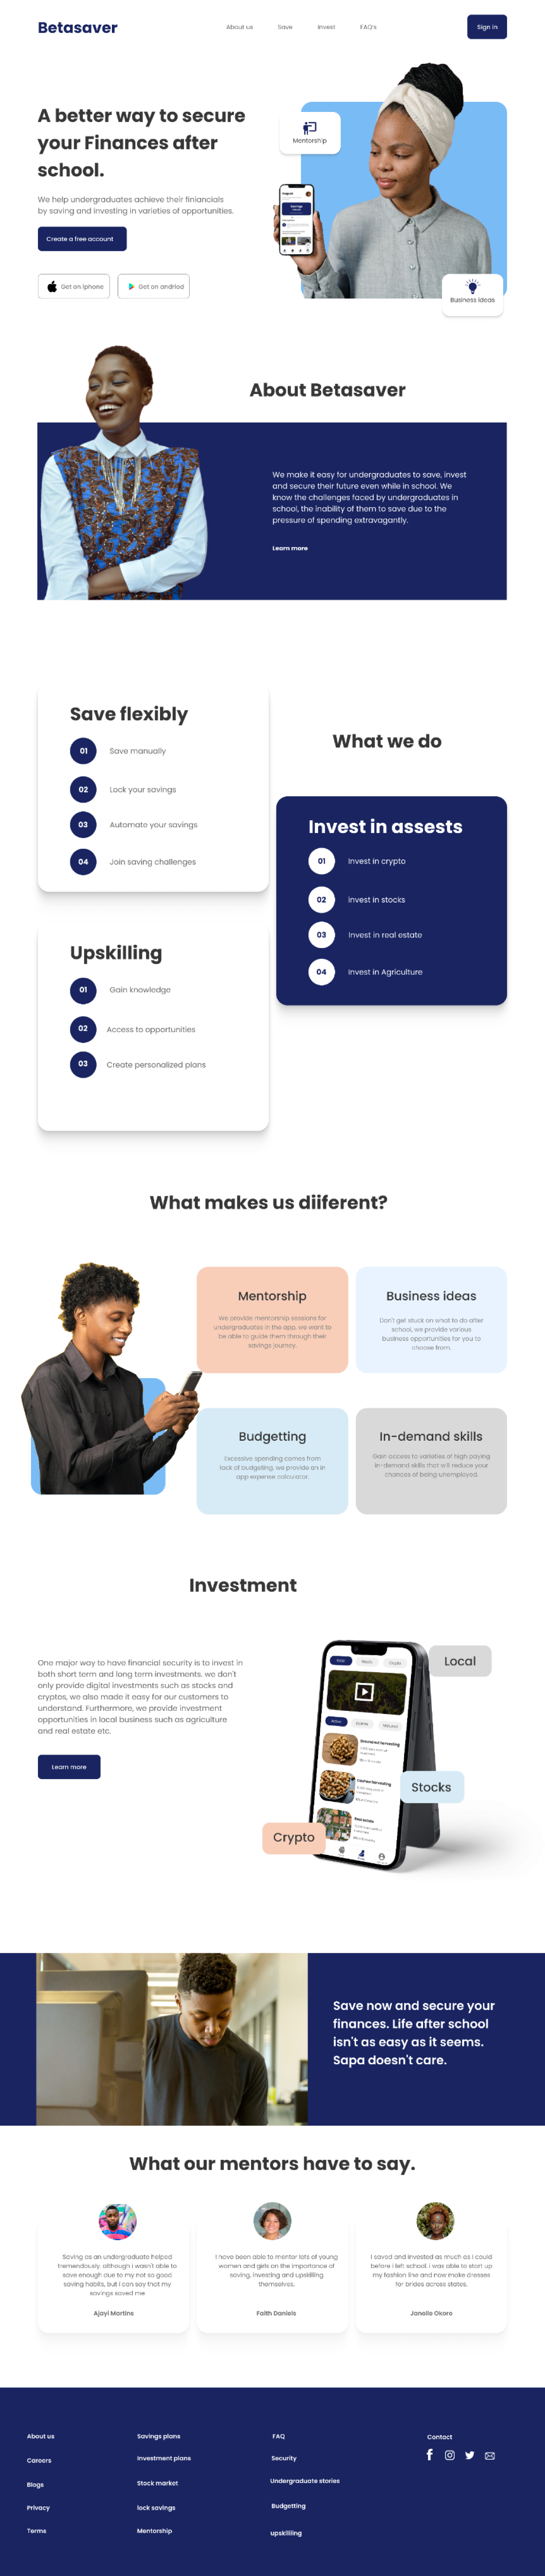 Betasaver
About us
Save
Invest
FAQ's
Sign in
A better way to secure
your Finances after
school.
We help undergraduates achieve their finiancials
by saving and investing in varieties of opportunities.
Create a free account
Get on iphone
Get on andriod
Mentorship
Business ideas
About Betasaver
We make it easy for undergraduates to save, invest
and secure their future even while in school. We
know the challenges faced by undergraduates in
school, the inability of them to save due to the
pressure of spending extravagantly.
Learn more
Save flexibly
01 Save manually
02 Lock your savings
03 Automate your savings
04 Join saving challenges
What we do
Invest in assests
01 Invest in crypto
02 invest in stocks
03 Invest in real estate
04 Invest in Agriculture
Upskilling
01 Gain knowledge
02 Access to opportunities
03 Create personalized plans
What makes us diiferent?
Mentorship
We provide mentorship sessions for
undergraduates in the app, we want to
be able to guide them through their
savings journey.
Business ideas
Don't get stuck on what to do after
school, we provide various
business opportunities for you to
choose from.
Budgetting
Excessive spending comes from
lack of budgeting, we provide an in
app expense calculator.
In-demand skills
Gain access to varieties of high paying
in-demand skills that will reduce your
chances of being unemployed.
Investment
One major way to have financial security is to invest in
both short term and long term investments. we don't
only provide digital investments such as stocks and
cryptos, we also made it easy for our customers to
understand. Furthermore, we provide investment
opportunities in local business such as agriculture
and real estate etc.
Learn more
Local
Stocks
Crypto
Save now and secure your
finances. Life after school
isn't as easy as it seems.
Sapa doesn't care.
What our mentors have to say.
Saving as an undergraduate helped
tremendously. although i wasn't able to
save enough due to my not so good
saving habits, but I can say that my
savings saved me
Ajayi Martins
I have been able to mentor lots of young
women and girls on the importance of
saving, investing and upskilling
themselves.
Faith Daniels
I saved and invested as much as I could
before i left school. i was able to start up
my fashion line and now make dresses
for brides across states.
Janelle Okoro
About us
Savings plans
FAQ
Contact
Careers
Investment plans
Security
Blogs
Stock market
Undergraduate stories
Privacy
lock savings
Budgetting
Terms
Mentorship
upsklilling